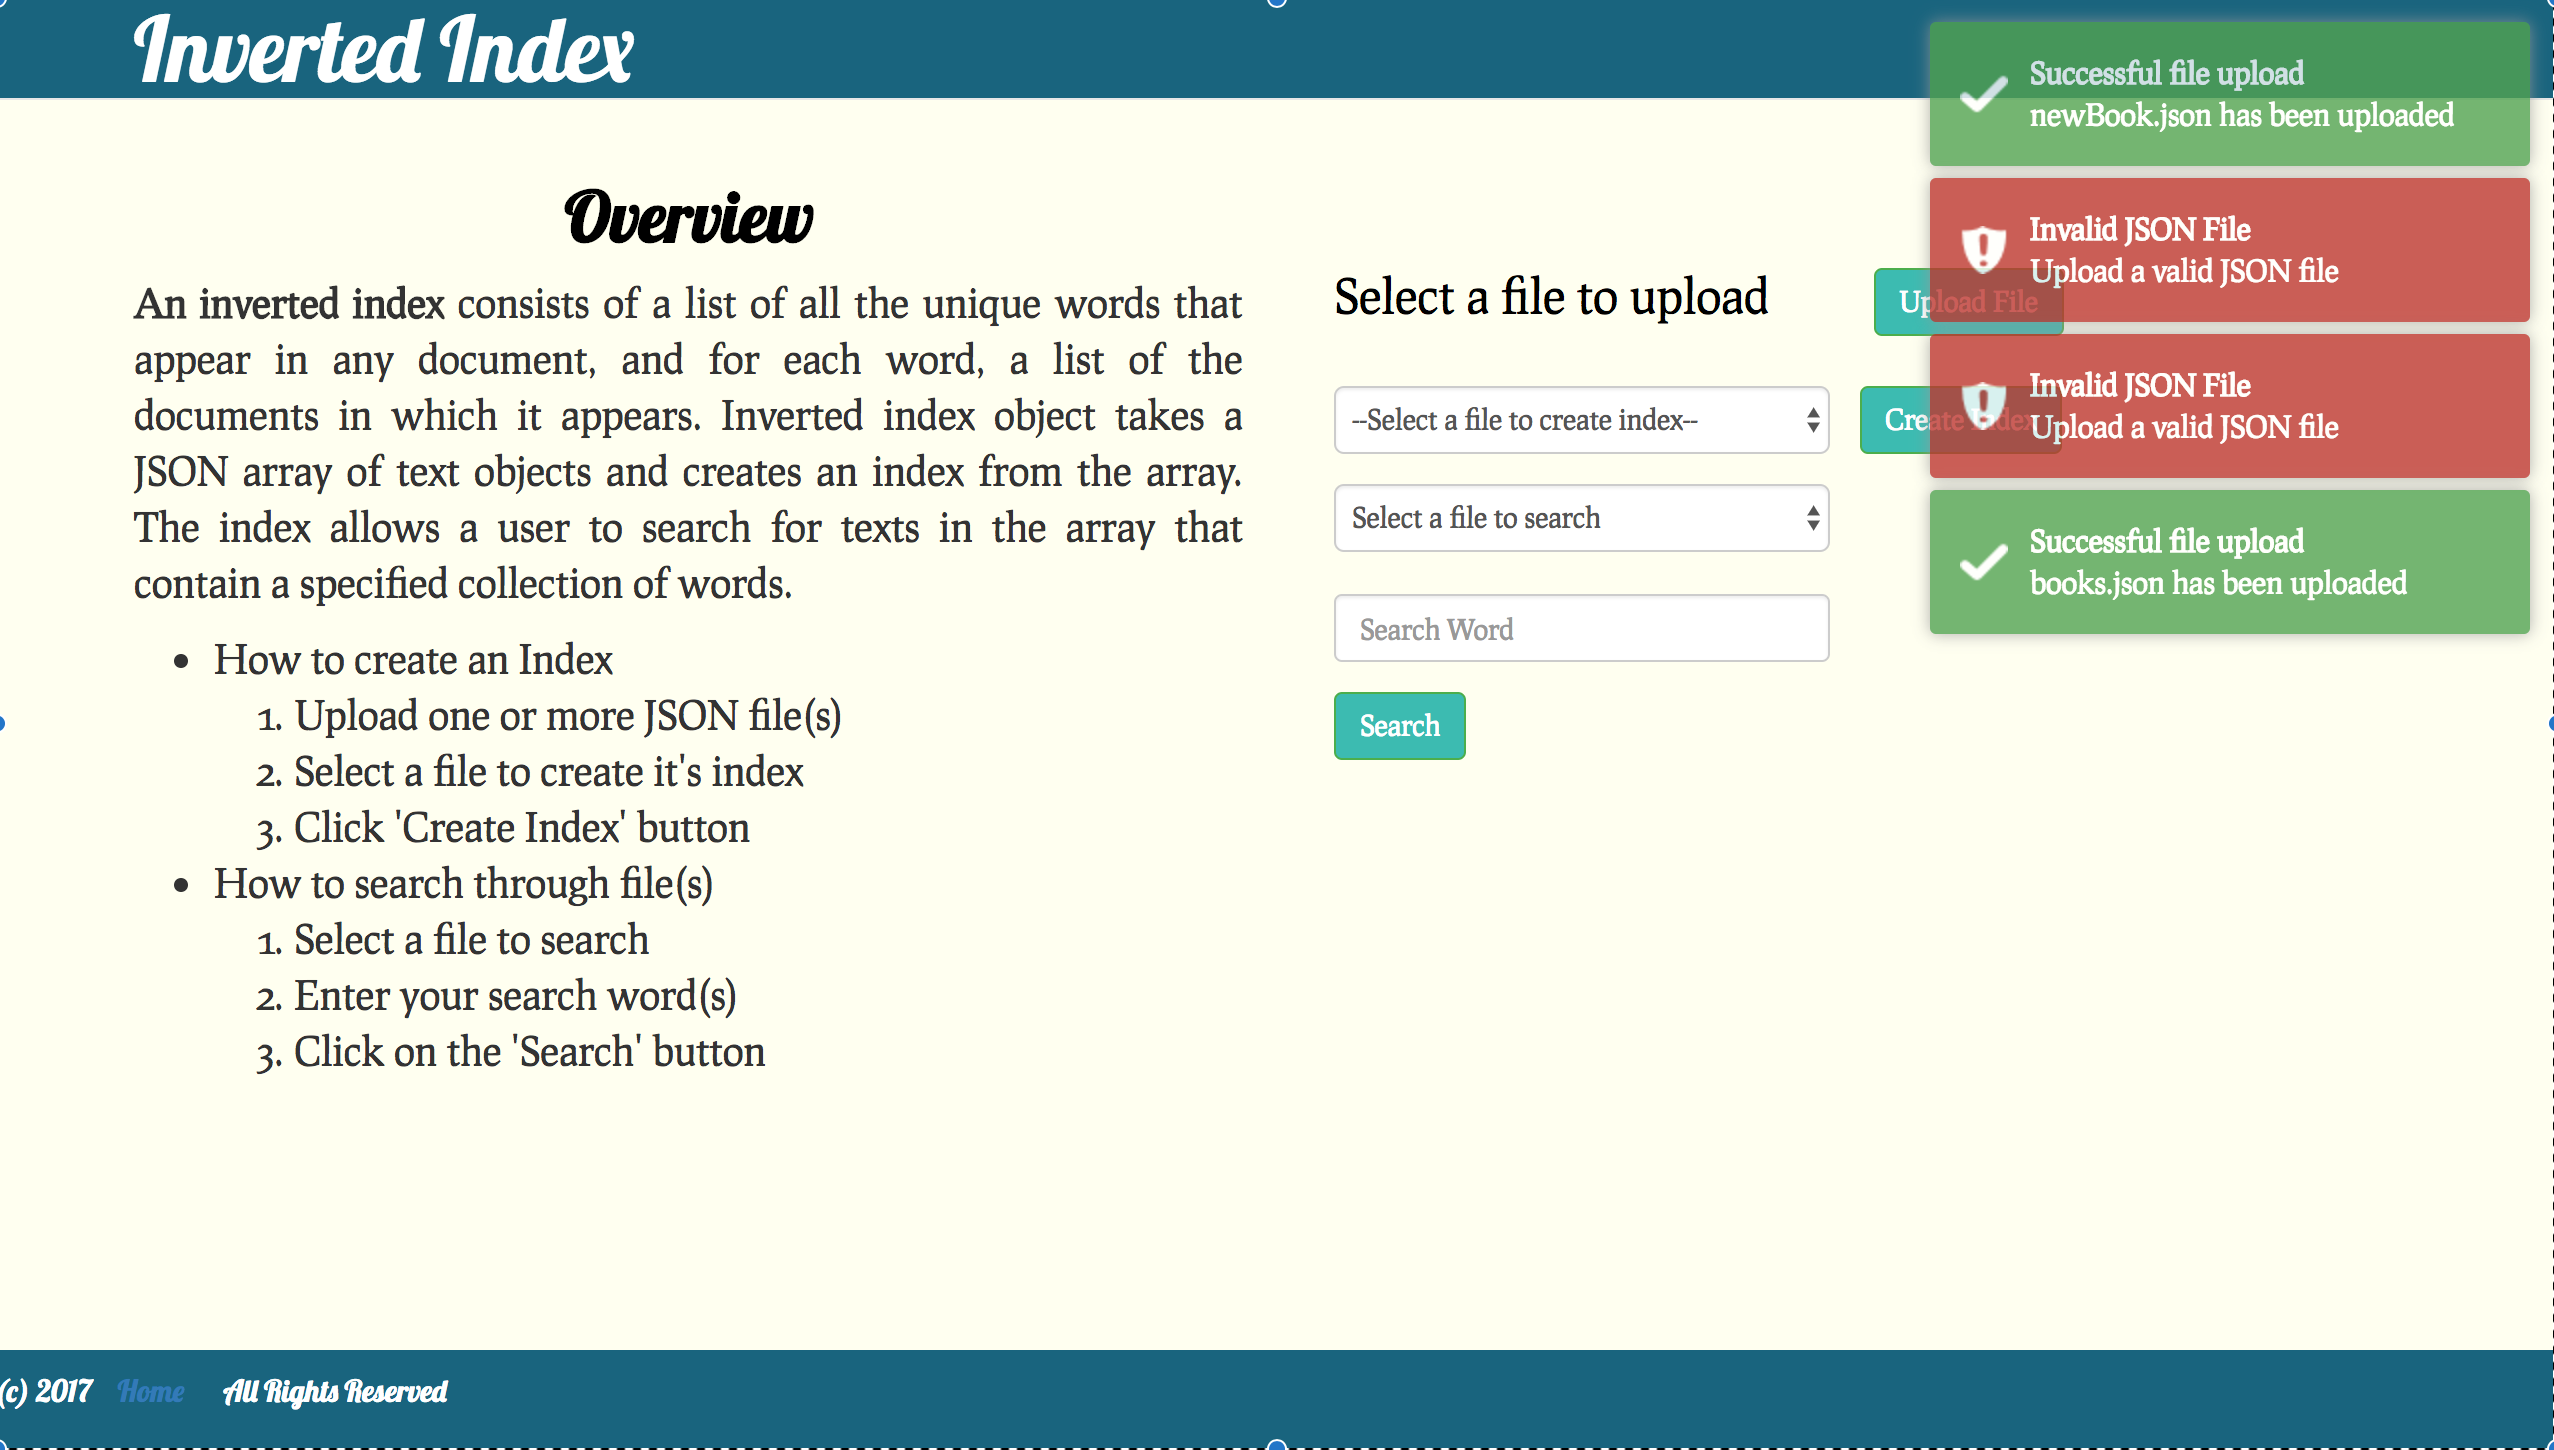 Inverted Index
Overview
An inverted index consists of a list of all the unique words that
appear in any document, and for each word, a list of the
documents in which it appears. Inverted index object takes a
JSON array of text objects and creates an index from the array.
The index allows a user to search for texts in the array that
contain a specified collection of words.
• How to create an Index
1. Upload one or more JSON file(s)
2. Select a file to create it's index
3. Click 'Create Index' button
• How to search through file(s)
1. Select a file to search
2. Enter your search word(s)
3. Click on the 'Search' button
Select a file to upload
Upload File
--Select a file to create index--
Create Index
Select a file to search
Search Word
Search
Successful file upload
newBook.json has been uploaded
Invalid JSON File
Upload a valid JSON file
Invalid JSON File
Upload a valid JSON file
Successful file upload
books.json has been uploaded
(c) 2017 Home All Rights Reserved